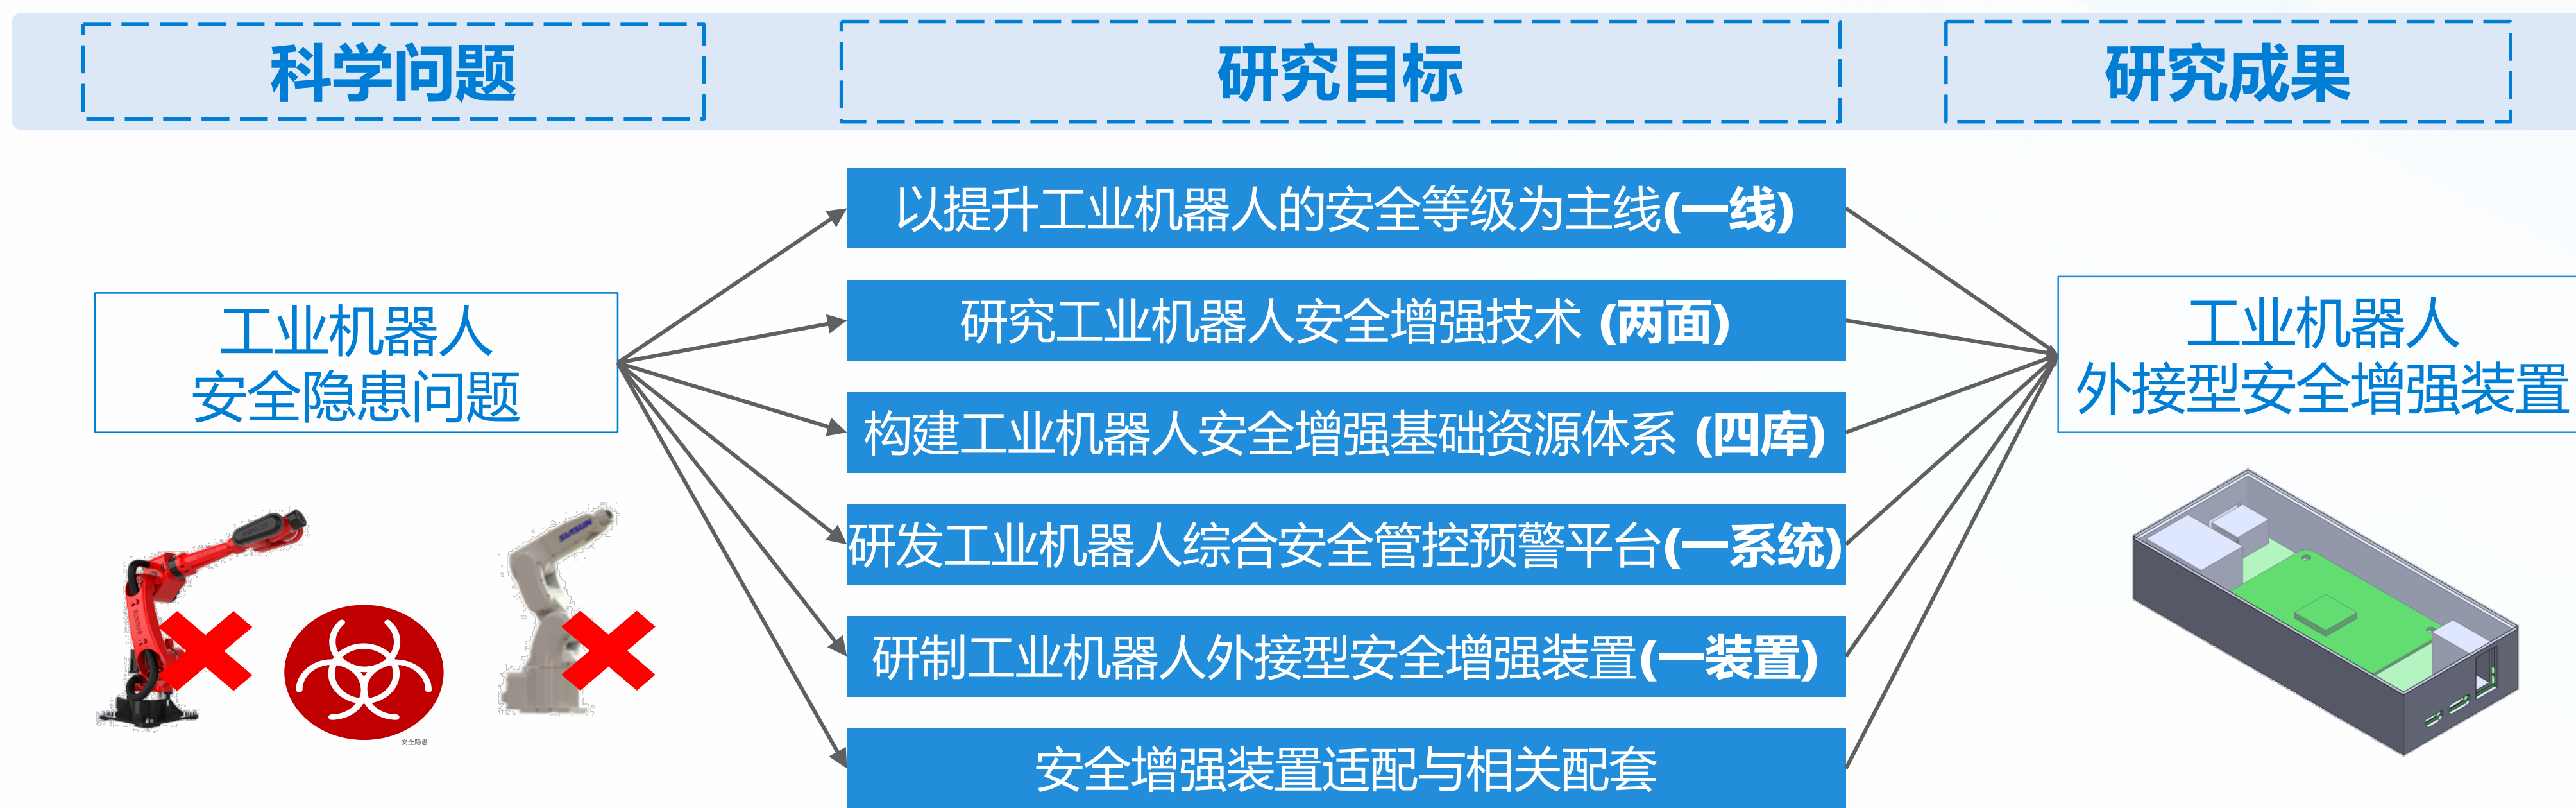 科学问题
研究目标
研究成果
以提升工业机器人的安全等级为主线(一线)
研究工业机器人安全增强技术 (两面)
构建工业机器人安全增强基础资源体系 (四库)
研发工业机器人综合安全管控预警平台(一系统)
研制工业机器人外接型安全增强装置(一装置)
安全增强装置适配与相关配套
工业机器人
安全隐患问题
工业机器人
外接型安全增强装置
SIASUN
安全隐患